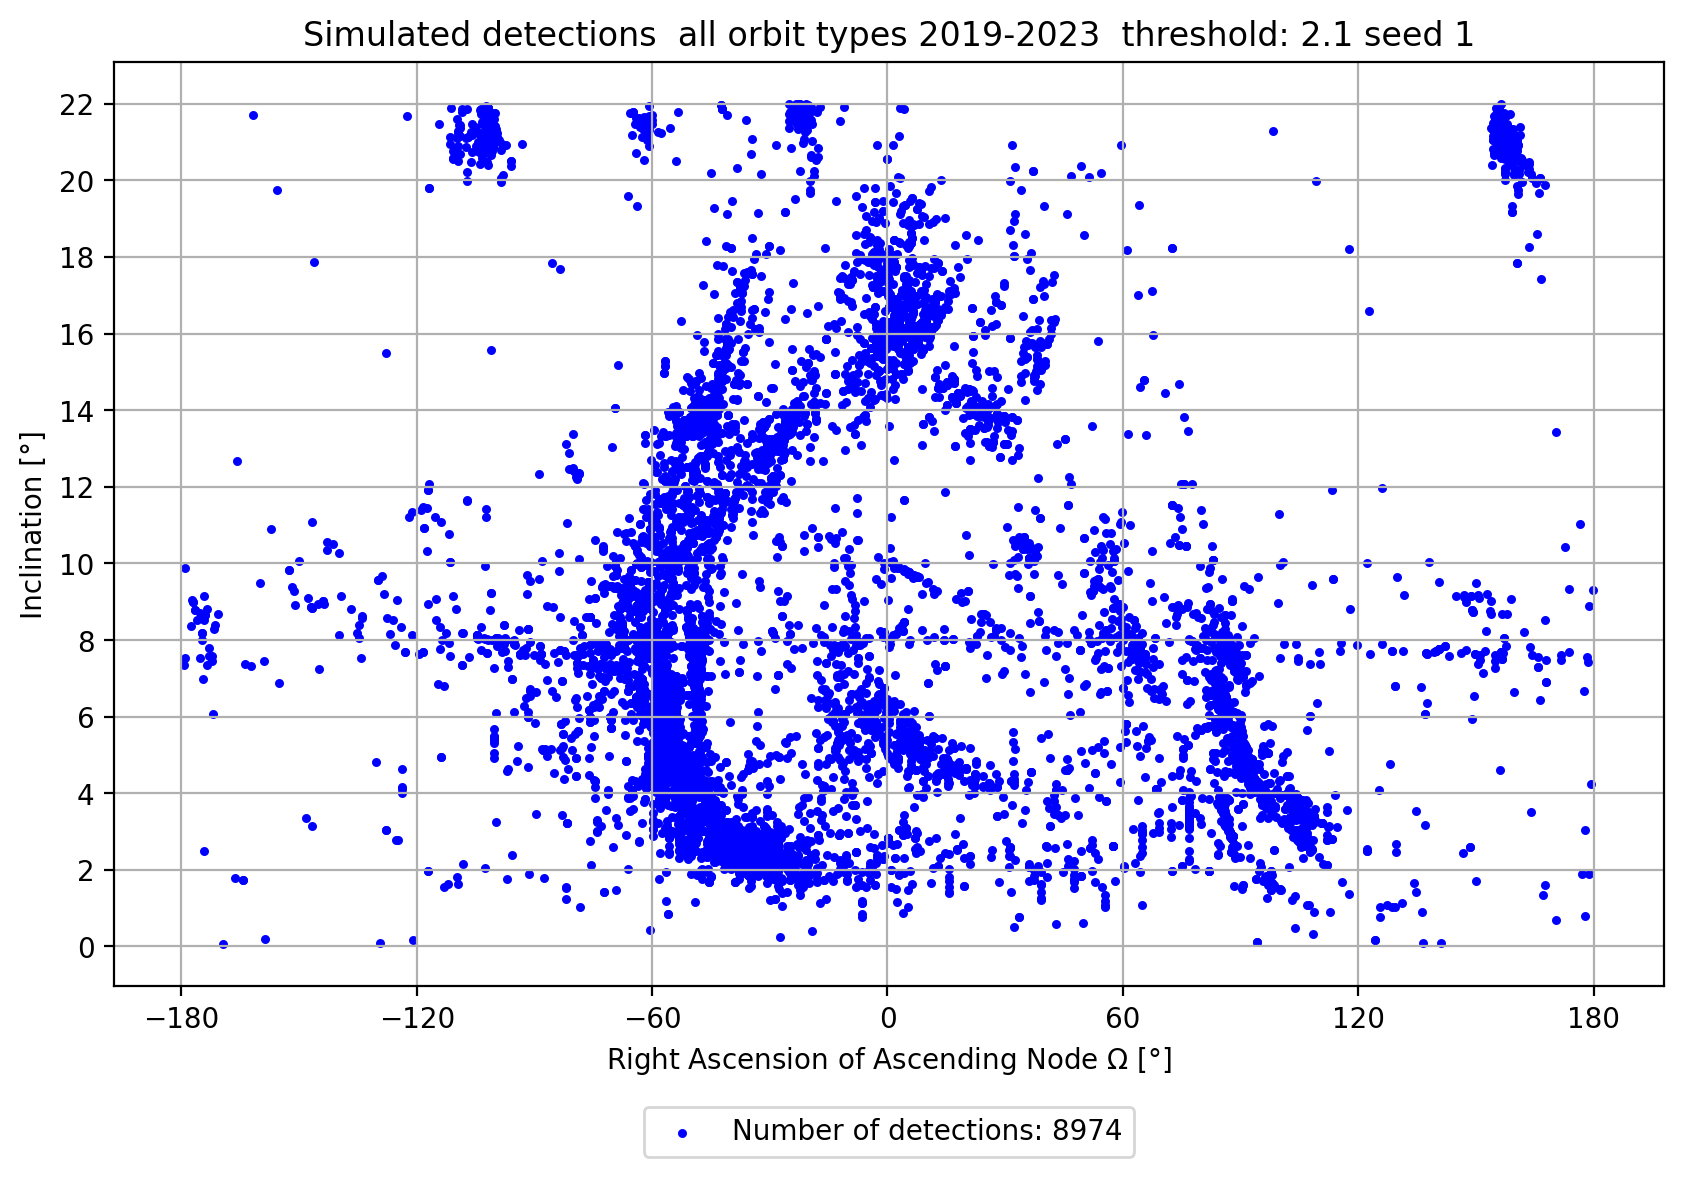 Simulated detections  all orbit types 2019-2023  threshold: 2.1 seed 1
22
20
18
16
14
12
10
8
6
4
2
0
Inclination [°]
−180 −120 −60 0 60 120 180
Right Ascension of Ascending Node Ω [°]
Number of detections: 8974